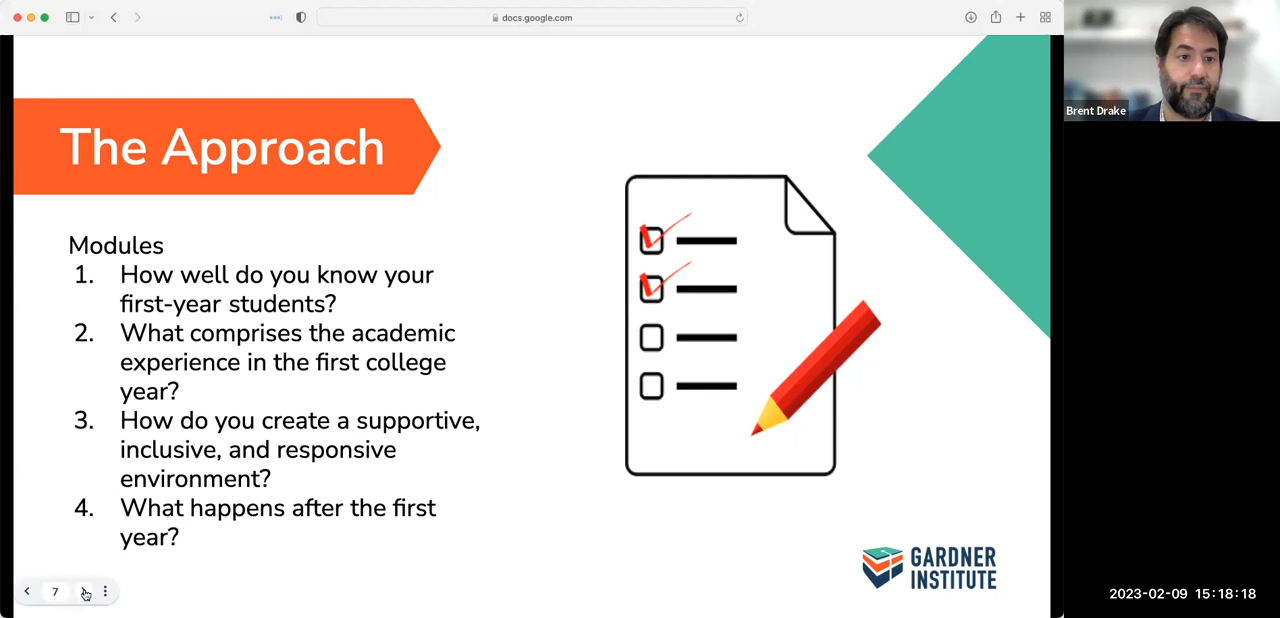 docs.google.com
The Approach
Modules
1. How well do you know your
first-year students?
2. What comprises the academic
experience in the first college
year?
3. How do you create a supportive,
inclusive, and responsive
environment?
4. What happens after the first
year?
GARDNER
INSTITUTE
7
Brent Drake
2023-02-09 15:18:18